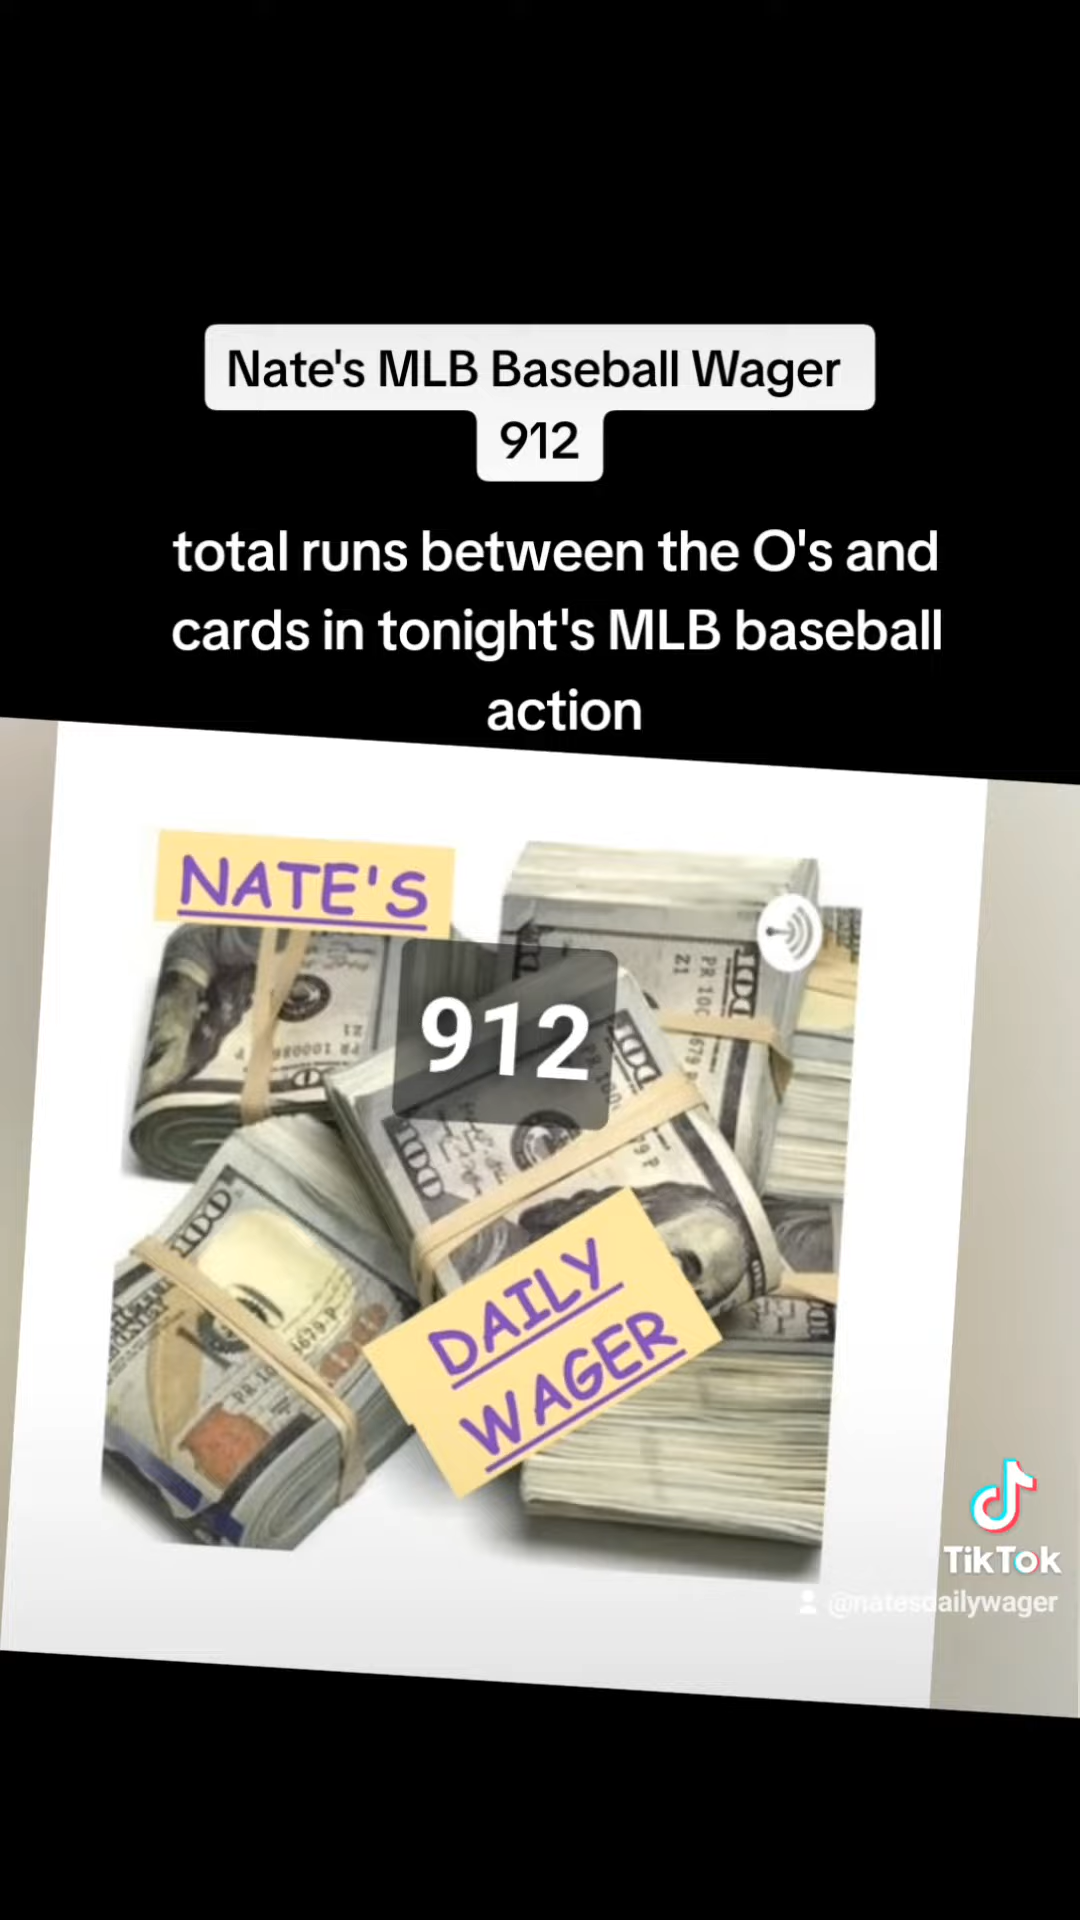 Nate's MLB Baseball Wager
912
total runs between the O's and
cards in tonight's MLB baseball
action
NATE'S
912
DAILY
WAGER
TikTok
@natesdailywager